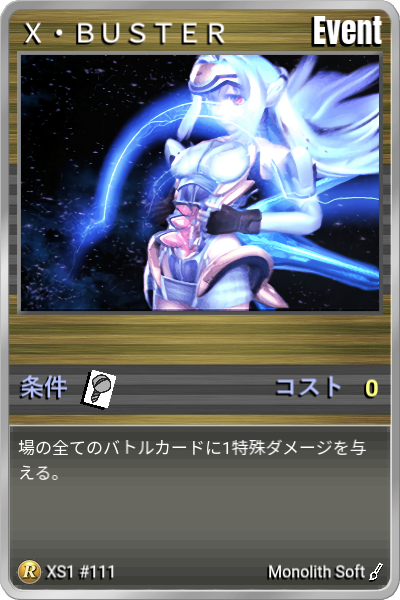 X・BUSTER Event
条件 コスト 0
場の全てのバトルカードに1特殊ダメージを与
える。
R XS1 #111 Monolith Soft